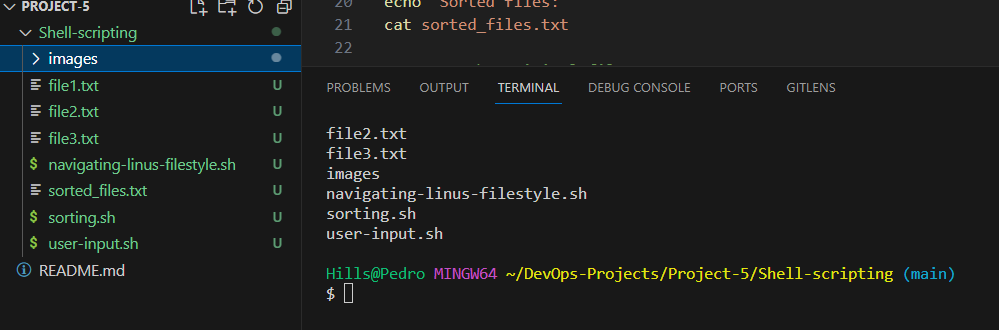 PROJECT-5
Shell-scripting
images
file1.txt U
file2.txt U
file3.txt U
navigating-linus-filestyle.sh U
sorted_files.txt U
sorting.sh U
user-input.sh U
README.md
20 echo "Sorted files:"
21 cat sorted_files.txt
22
PROBLEMS OUTPUT TERMINAL DEBUG CONSOLE PORTS GITLENS
file2.txt
file3.txt
images
navigating-linus-filestyle.sh
sorting.sh
user-input.sh
Hills@Pedro MINGW64 ~/DevOps-Projects/Project-5/Shell-scripting (main)
$